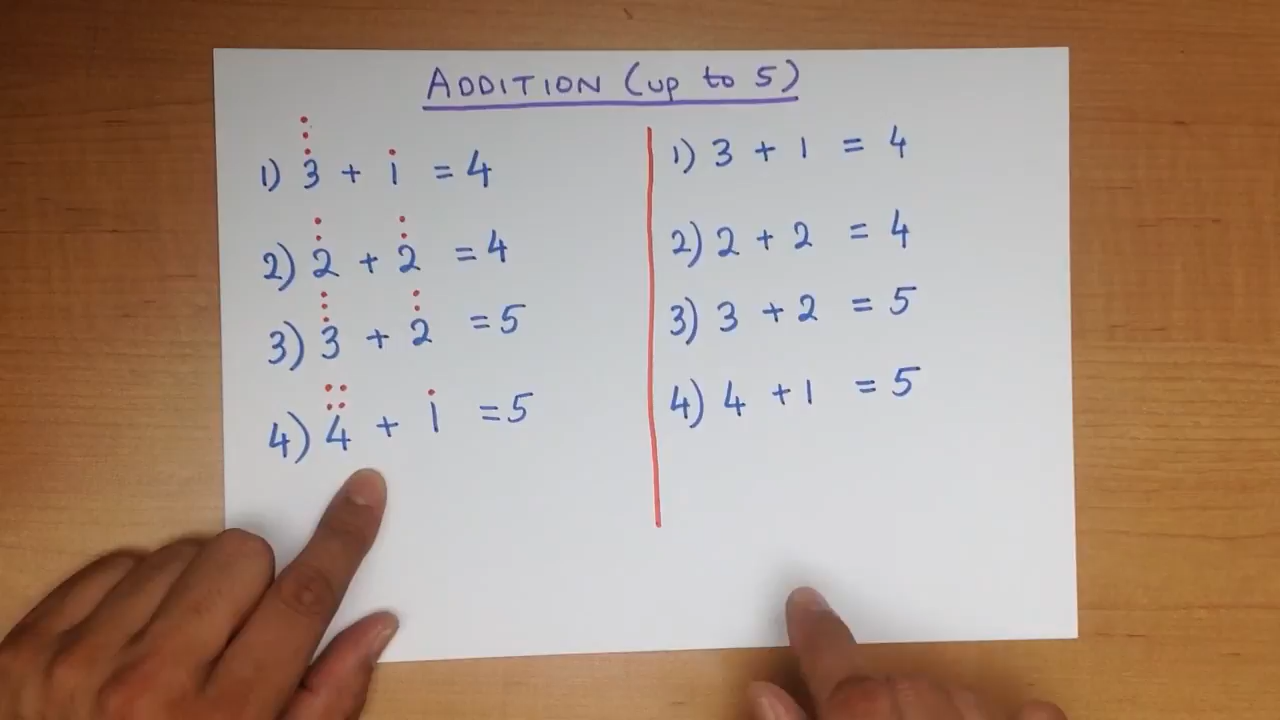 ADDITION (up to 5)
1) 3 + 1 = 4
2) 2 + 2 = 4
3) 3 + 2 = 5
4) 4 + 1 = 5
1) 3 + 1 = 4
2) 2 + 2 = 4
3) 3 + 2 = 5
4) 4 + 1 = 5